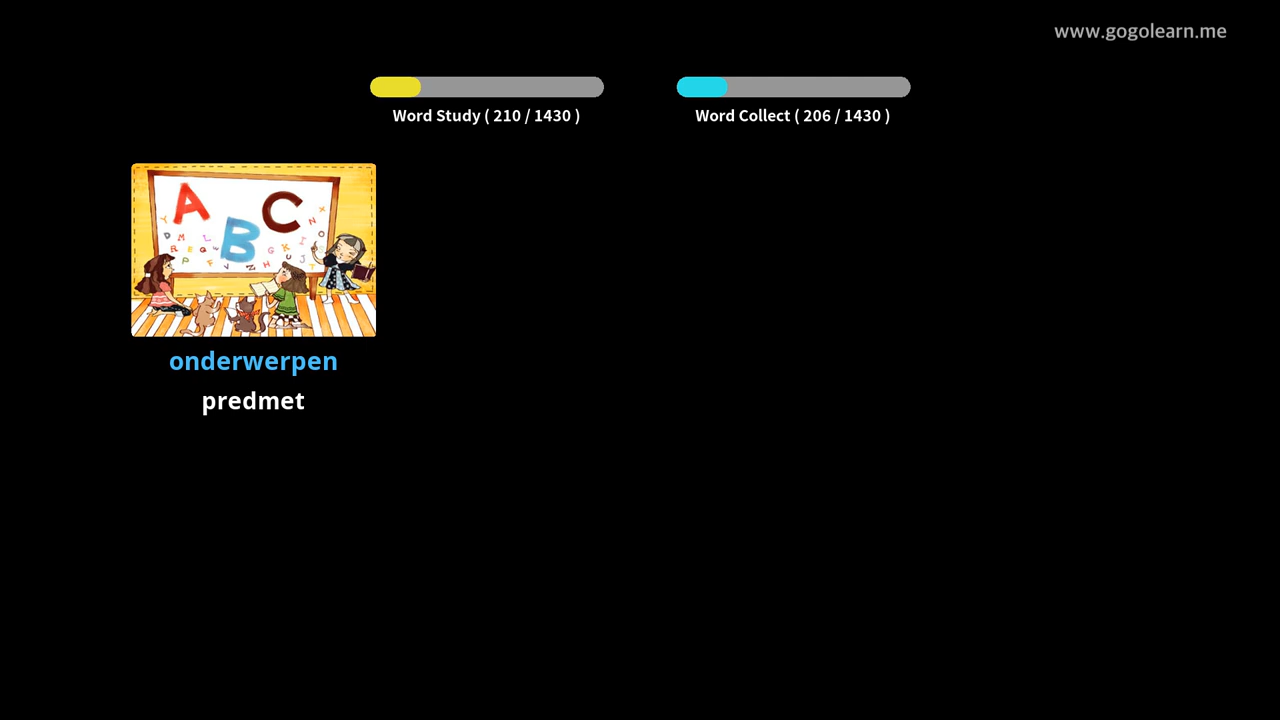 www.gogolearn.me
Word Study ( 210 / 1430 )
Word Collect ( 206 / 1430 )
A
B
C
onderwerpen
predmet